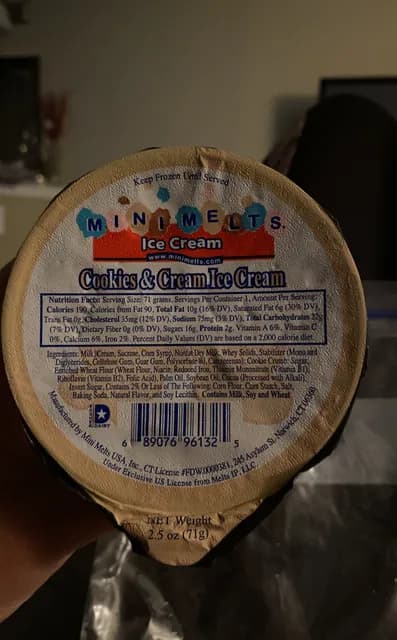 Keep Frozen Until Served
MINI MELTS.
Ice Cream
www.minimelts.com
Cookies & Cream Ice Cream
Nutrition Facts: Serving Size: 71 grams, Servings Per Container 1, Amount Per Serving:
Calories 190, Calories from Fat 90, Total Fat 10g (16% DV), Saturated Fat 6g (30% DV),
Trans Fat 0g, Cholesterol 35mg (12% DV), Sodium 75mg (3% DV), Total Carbohydrates 22g
(7% DV), Dietary Fiber 0g (0% DV), Sugars 16g, Protein 2g, Vitamin A 6%, Vitamin C
0%, Calcium 6%, Iron 2%. Percent Daily Values (DV) are based on a 2,000 calorie diet.
Ingredients: Milk, Cream, Sucrose, Corn Syrup, Nonfat Dry Milk, Whey Solids, Stabilizer (Mono and
Diglycerides, Cellulose Gum, Guar Gum, Polysorbate 80, Carrageenan); Cookie Crumbs: Sugar,
Enriched Wheat Flour (Wheat Flour, Niacin, Reduced Iron, Thiamin Mononitrate (Vitamin B1),
Riboflavin (Vitamin B2), Folic Acid), Palm Oil, Soybean Oil, Cocoa (Processed with Alkali),
Invert Sugar, Contains 2% Or Less of The Following: Corn Flour, Corn Starch, Salt,
Baking Soda, Natural Flavor, and Soy Lecithin. Contains Milk, Soy and Wheat
DAIRY
6 89076 96132 5
Manufactured by Mini Melts USA, Inc., CT License #FDW.0000381, 245 Asylum St. Norwich, CT 06360
Under Exclusive US License from Melts IP, LLC
NET Weight
2.5 oz (71g)